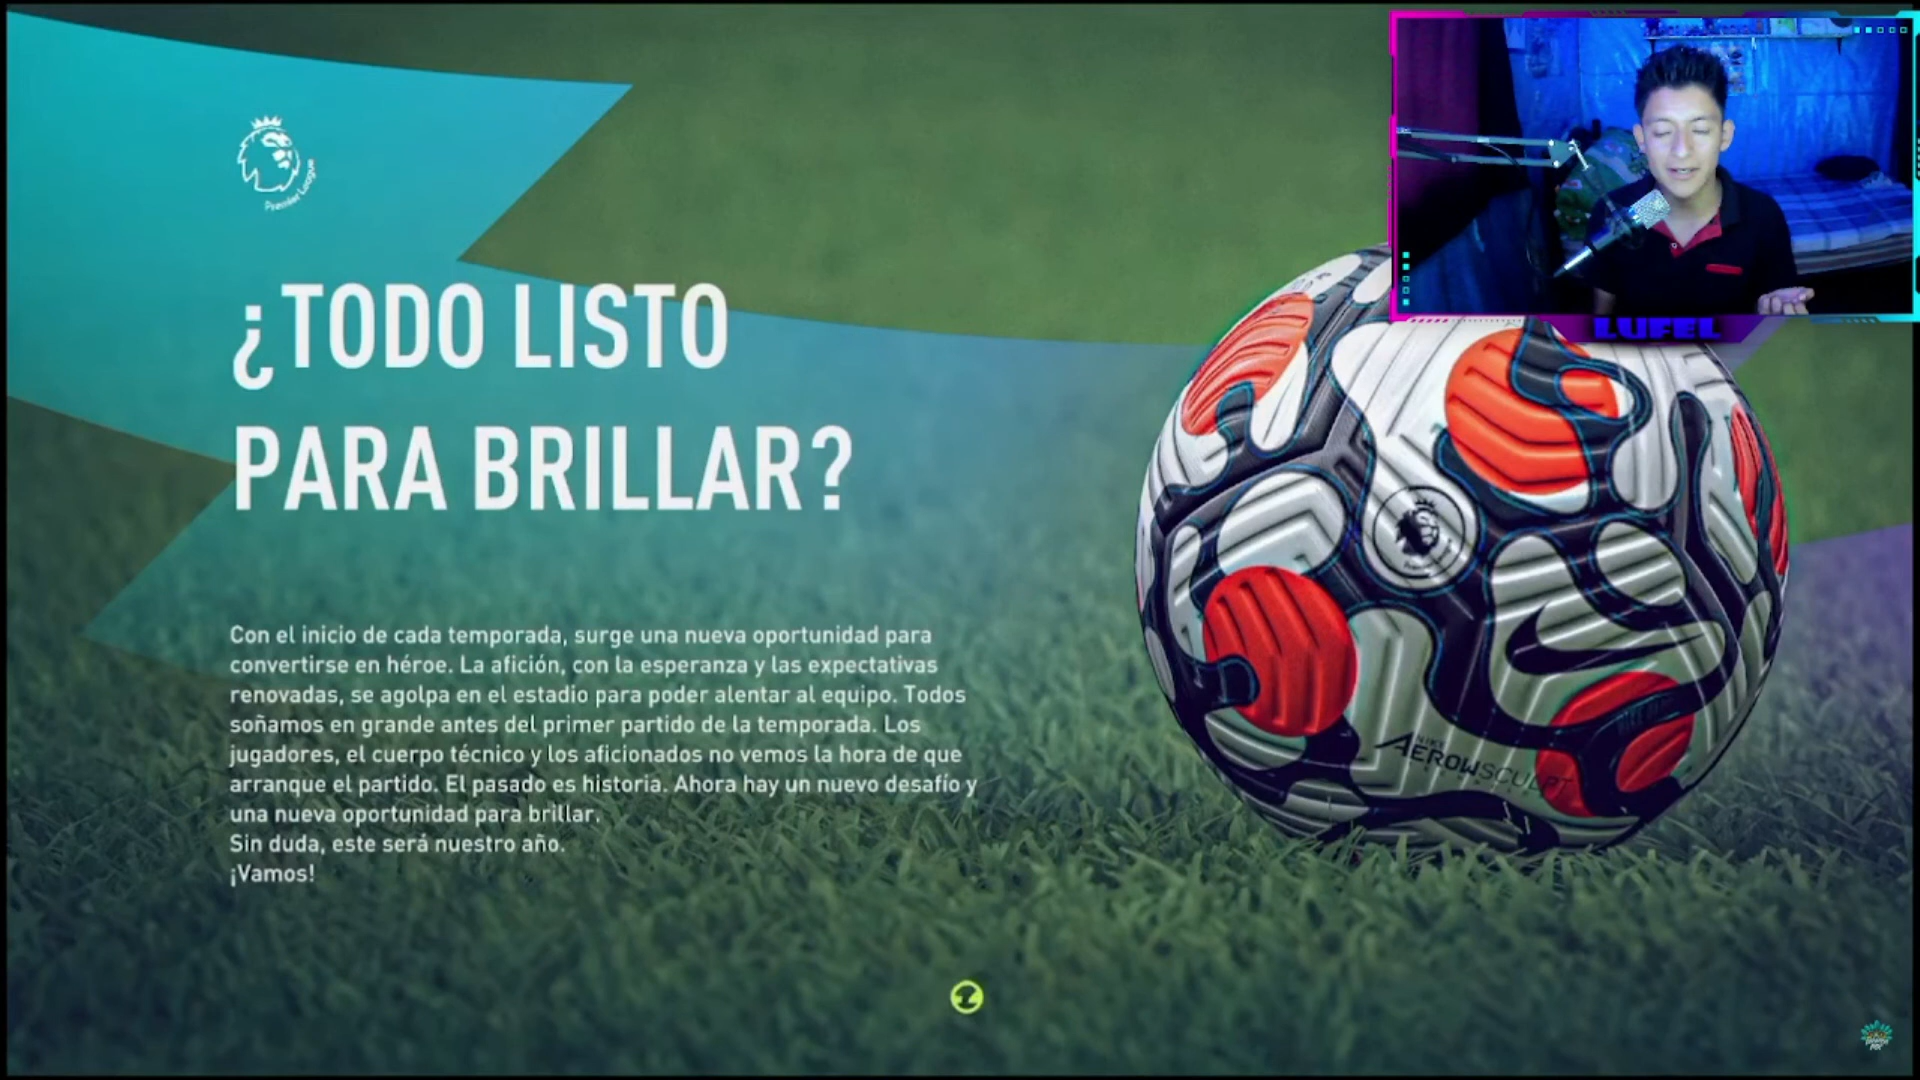 Premier League
¿TODO LISTO
PARA BRILLAR?
Con el inicio de cada temporada, surge una nueva oportunidad para
convertirse en héroe. La afición, con la esperanza y las expectativas
renovadas, se agolpa en el estadio para poder alentar al equipo. Todos
soñamos en grande antes del primer partido de la temporada. Los
jugadores, el cuerpo técnico y los aficionados no vemos la hora de que
arranque el partido. El pasado es historia. Ahora hay un nuevo desafío y
una nueva oportunidad para brillar.
Sin duda, este será nuestro año.
¡Vamos!
LUFEL
NIKE
AEROWSCULPT